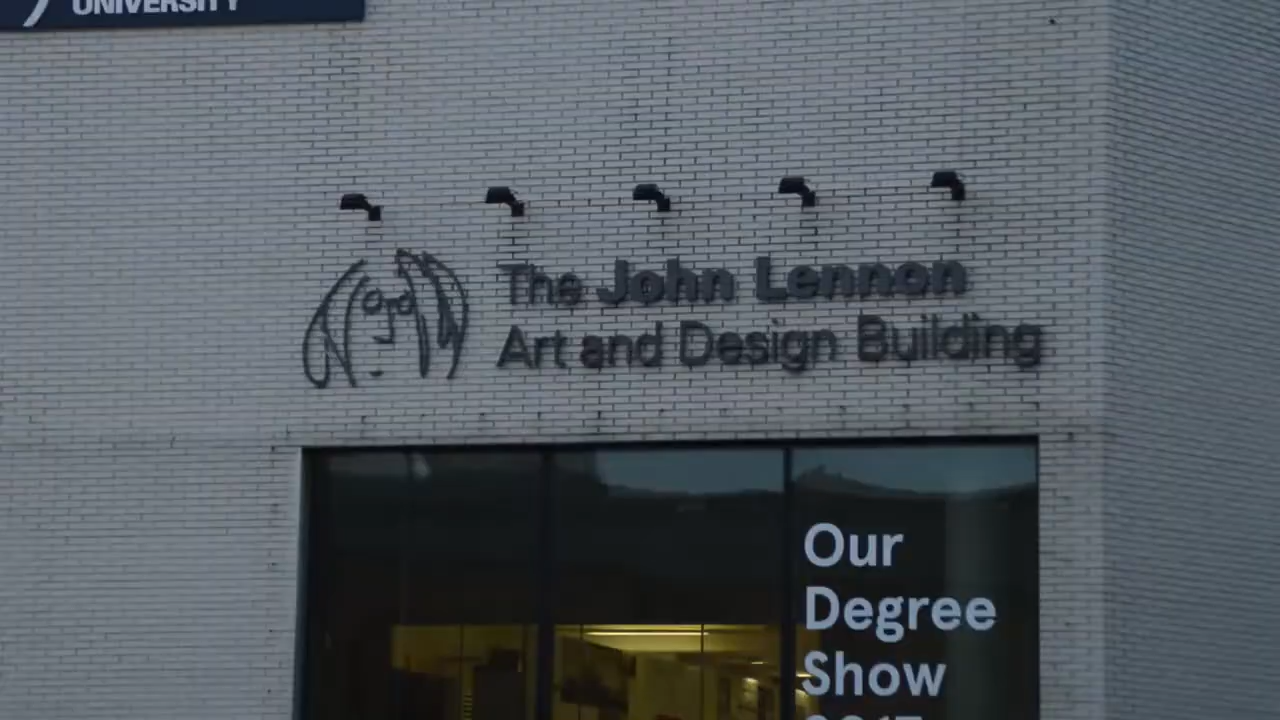 UNIVERSITY
The John Lennon
Art and Design Building
Our
Degree
Show